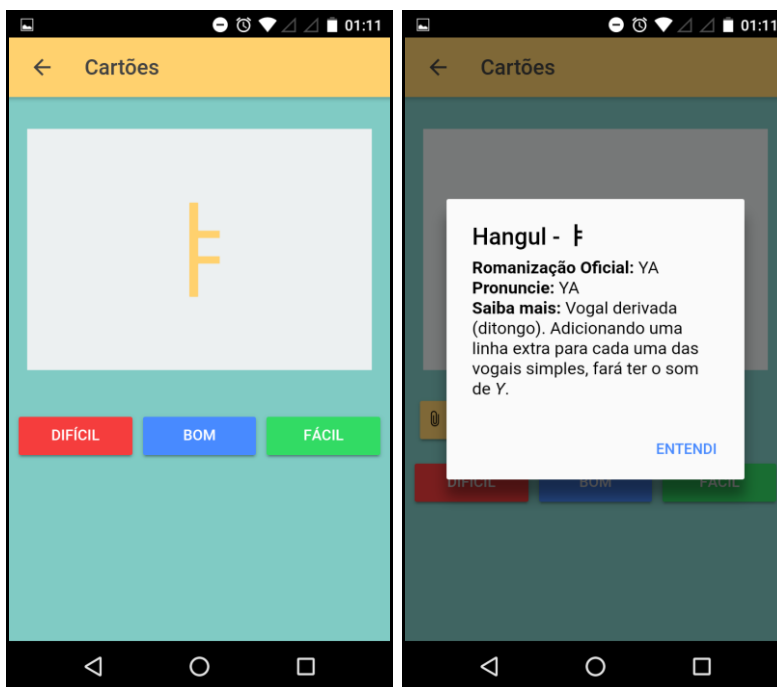 01:11
Cartões
ㅑ
DIFÍCIL
BOM
FÁCIL
01:11
Cartões
Hangul - ㅑ
Romanização Oficial: YA
Pronuncie: YA
Saiba mais: Vogal derivada
(ditongo). Adicionando uma
linha extra para cada uma das
vogais simples, fará ter o som
de Y.
ENTENDI
DIFÍCIL
BOM
FÁCIL